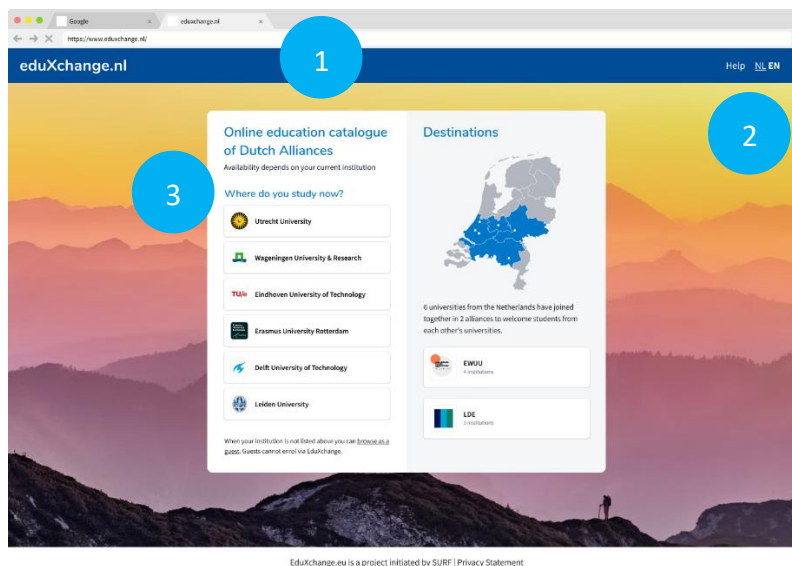 Google ×
eduxchange.nl ×
https://www.eduxchange.nl/
eduXchange.nl
1
Help NL EN
2
3
Online education catalogue
of Dutch Alliances
Availability depends on your current institution
Where do you study now?
Utrecht University
Wageningen University & Research
TU/e Eindhoven University of Technology
Erasmus University Rotterdam
Delft University of Technology
Leiden University
When your institution is not listed above you can browse as a
guest. Guests cannot enrol via EduXchange.
Destinations
6 universities from the Netherlands have joined
together in 2 alliances to welcome students from
each other's universities.
EWUU
4 institutions
LDE
3 institutions
EduXchange.eu is a project initiated by SURF | Privacy Statement